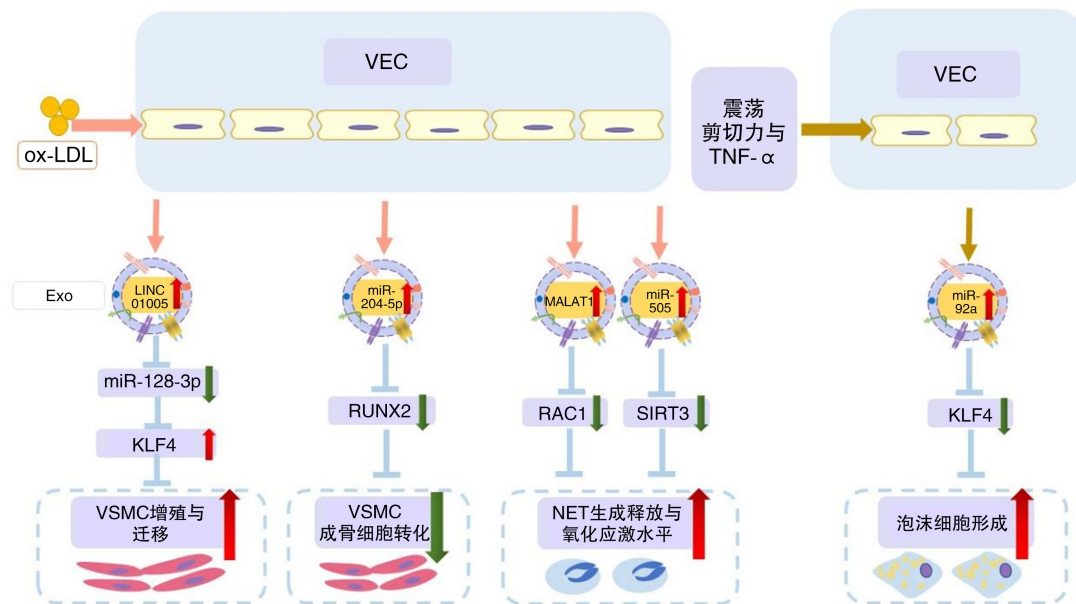 VEC
VEC
震荡
剪切力与
TNF-α
ox-LDL
Exo
LINC
01005
miR-
204-5p
MALAT1
miR-
505
miR-
92a
miR-128-3p
RUNX2
RAC1
SIRT3
KLF4
KLF4
VSMC增殖与
迁移
VSMC
成骨细胞转化
NET生成释放与
氧化应激水平
泡沫细胞形成